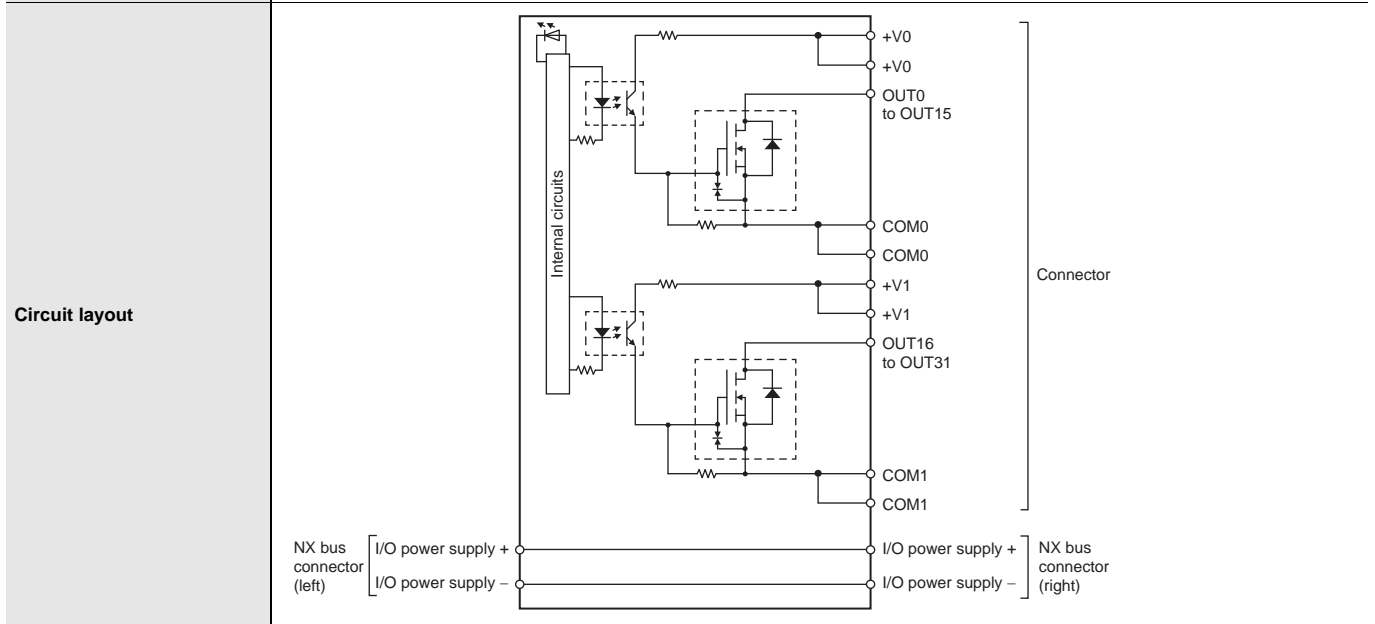 Circuit layout
Internal circuits
+V0
+V0
OUT0
to OUT15
COM0
COM0
+V1
+V1
OUT16
to OUT31
COM1
COM1
Connector
NX bus
connector
(left)
I/O power supply +
I/O power supply −
I/O power supply +
I/O power supply −
NX bus
connector
(right)